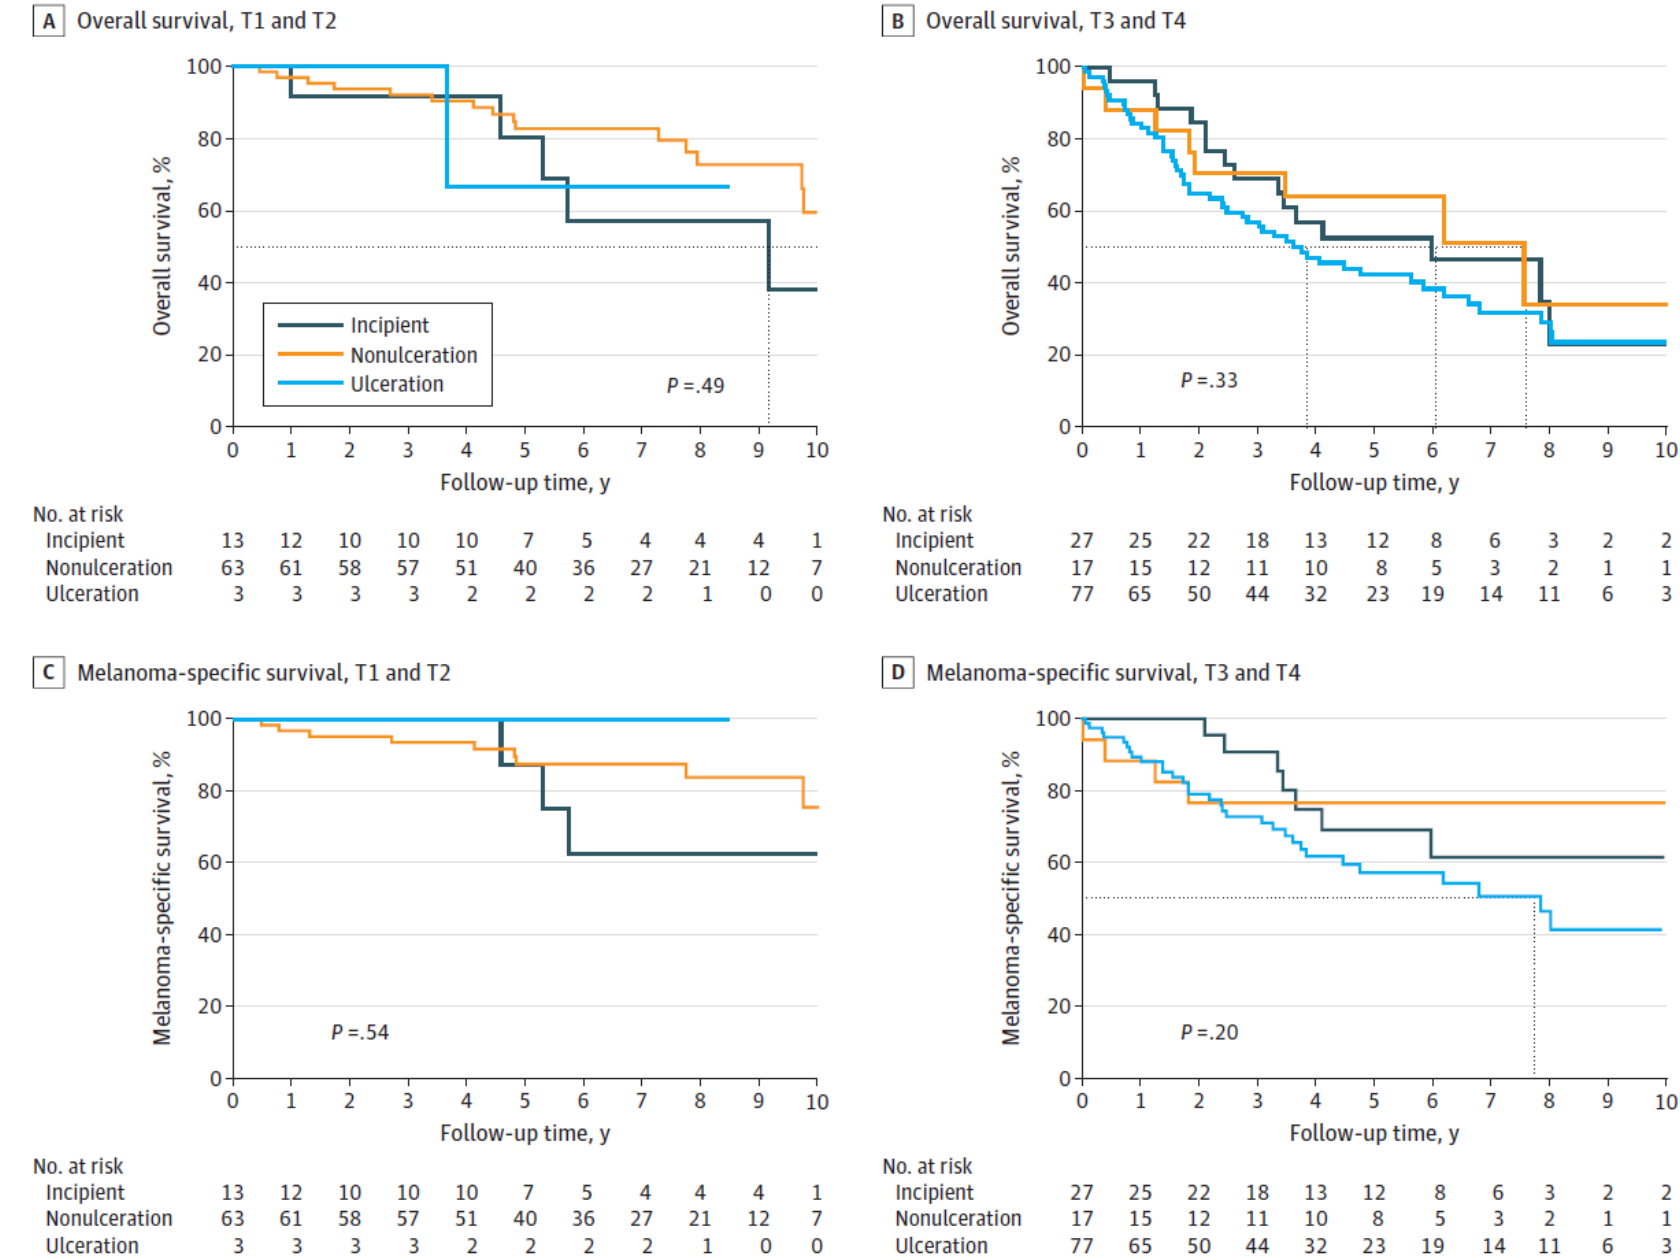 A Overall survival, T1 and T2
100
80
60
40
20
0
Overall survival, %
Incipient
Nonulceration
Ulceration
P = .49
0 1 2 3 4 5 6 7 8 9 10
Follow-up time, y
No. at risk
Incipient 13 12 10 10 10 7 5 4 4 4 1
Nonulceration 63 61 58 57 51 40 36 27 21 12 7
Ulceration 3 3 3 3 2 2 2 2 1 0 0
B Overall survival, T3 and T4
100
80
60
40
20
0
Overall survival, %
P = .33
0 1 2 3 4 5 6 7 8 9 10
Follow-up time, y
No. at risk
Incipient 27 25 22 18 13 12 8 6 3 2 2
Nonulceration 17 15 12 11 10 8 5 3 2 1 1
Ulceration 77 65 50 44 32 23 19 14 11 6 3
C Melanoma-specific survival, T1 and T2
100
80
60
40
20
0
Melanoma-specific survival, %
P = .54
0 1 2 3 4 5 6 7 8 9 10
Follow-up time, y
No. at risk
Incipient 13 12 10 10 10 7 5 4 4 4 1
Nonulceration 63 61 58 57 51 40 36 27 21 12 7
Ulceration 3 3 3 3 2 2 2 2 1 0 0
D Melanoma-specific survival, T3 and T4
100
80
60
40
20
0
Melanoma-specific survival, %
P = .20
0 1 2 3 4 5 6 7 8 9 10
Follow-up time, y
No. at risk
Incipient 27 25 22 18 13 12 8 6 3 2 2
Nonulceration 17 15 12 11 10 8 5 3 2 1 1
Ulceration 77 65 50 44 32 23 19 14 11 6 3